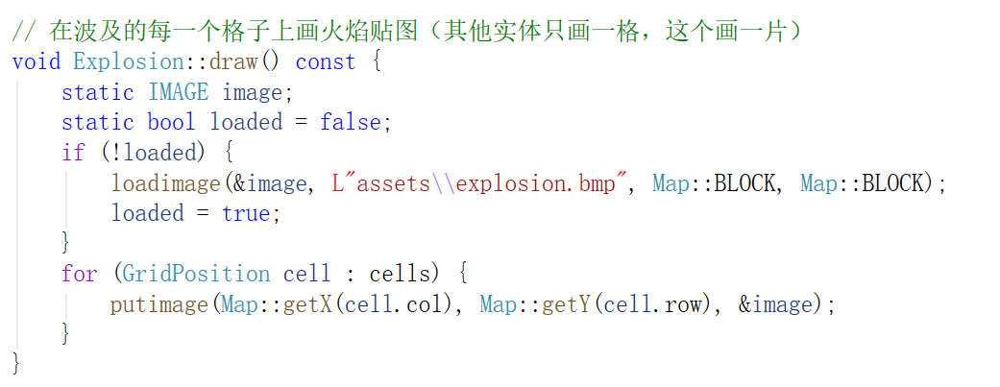 // 在波及的每一个格子上画火焰贴图（其他实体只画一格，这个画一片）
void Explosion::draw() const {
    static IMAGE image;
    static bool loaded = false;
    if (!loaded) {
        loadimage(&image, L"assets\\explosion.bmp", Map::BLOCK, Map::BLOCK);
        loaded = true;
    }
    for (GridPosition cell : cells) {
        putimage(Map::getX(cell.col), Map::getY(cell.row), &image);
    }
}